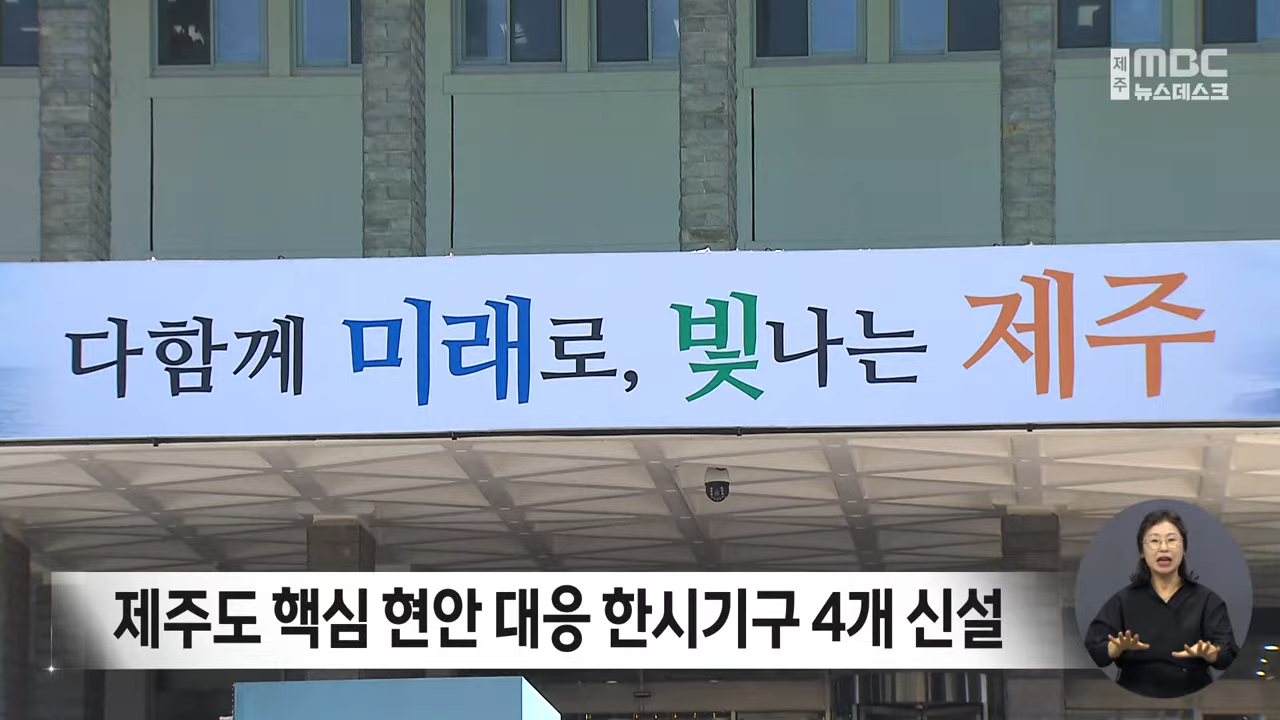 제주 MBC
뉴스데스크
다함께 미래로, 빛나는 제주
제주도 핵심 현안 대응 한시기구 4개 신설